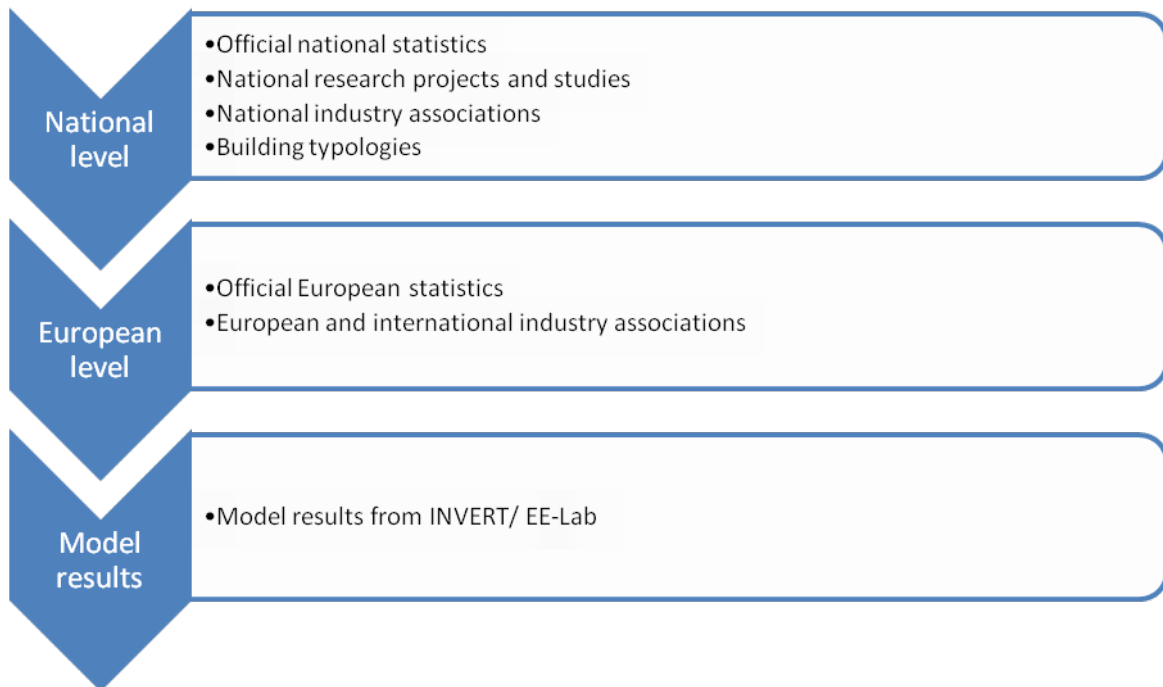 National
level
•Official national statistics
•National research projects and studies
•National industry associations
•Building typologies
European
level
•Official European statistics
•European and international industry associations
Model
results
•Model results from INVERT/ EE-Lab